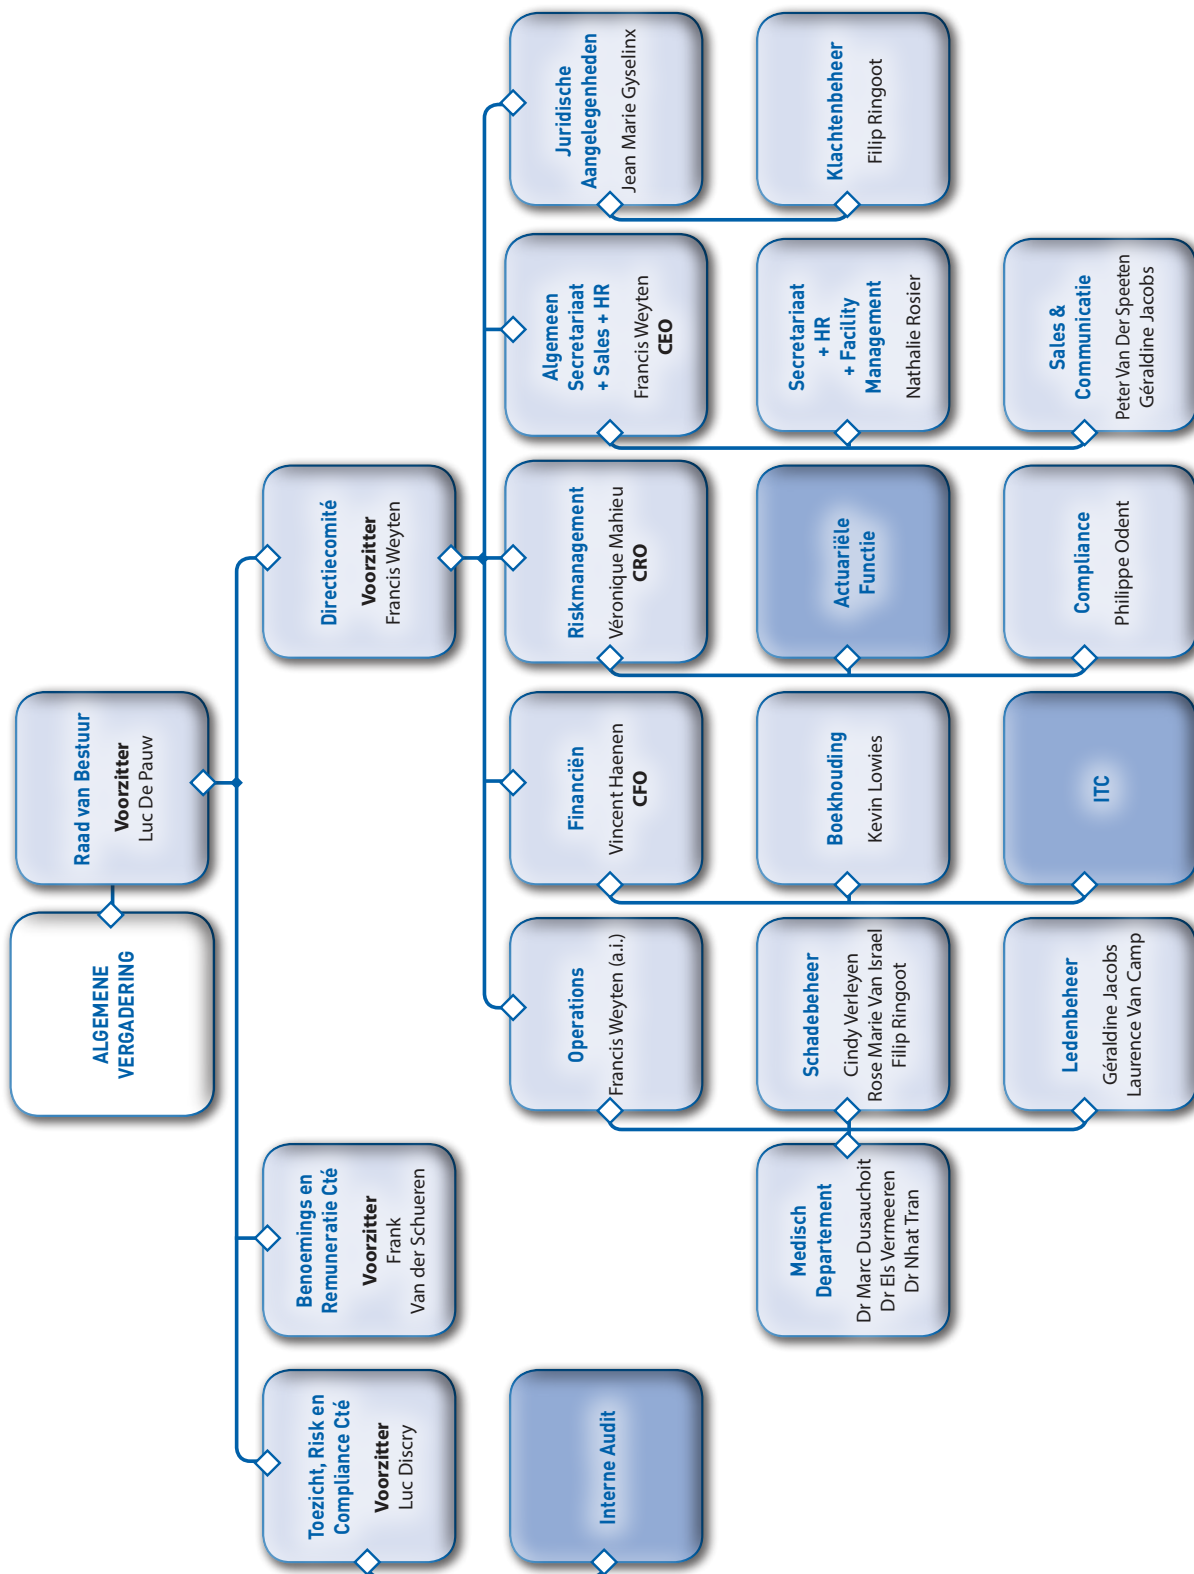 ALGEMENE
VERGADERING
Raad van Bestuur
Voorzitter
Luc De Pauw
Toezicht, Risk en
Compliance Cté
Voorzitter
Luc Discry
Benoemings en
Remuneratie Cté
Voorzitter
Frank
Van der Schueren
Directiecomité
Voorzitter
Francis Weyten
Interne Audit
Operations
Francis Weyten (a.i.)
Financiën
Vincent Haenen
CFO
Riskmanagement
Véronique Mahieu
CRO
Algemeen
Secretariaat
+ Sales + HR
Francis Weyten
CEO
Juridische
Aangelegenheden
Jean Marie Gyselinx
Medisch
Departement
Dr Marc Dusauchoit
Dr Els Vermeeren
Dr Nhat Tran
Schadebeheer
Cindy Verleyen
Rose Marie Van Israel
Filip Ringoot
Boekhouding
Kevin Lowies
Actuariële
Functie
Secretariaat
+ HR
+ Facility
Management
Nathalie Rosier
Klachtenbeheer
Filip Ringoot
Ledenbeheer
Géraldine Jacobs
Laurence Van Camp
ITC
Compliance
Philippe Odent
Sales &
Communicatie
Peter Van Der Speeten
Géraldine Jacobs